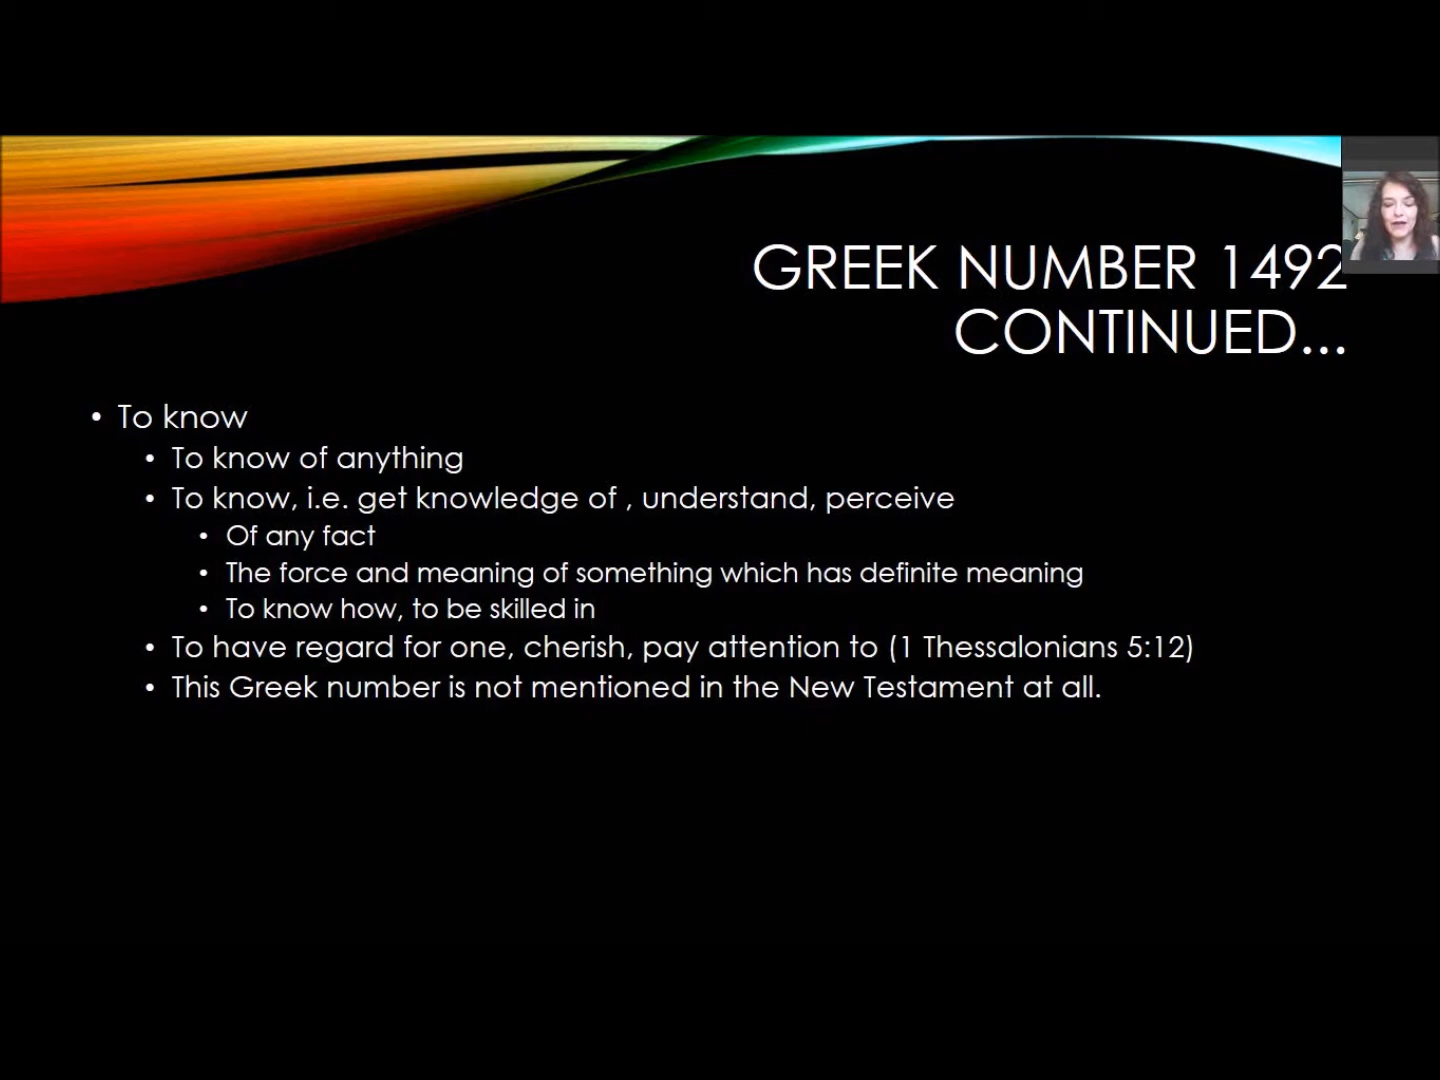 GREEK NUMBER 1492
CONTINUED...
• To know
• To know of anything
• To know, i.e. get knowledge of , understand, perceive
• Of any fact
• The force and meaning of something which has definite meaning
• To know how, to be skilled in
• To have regard for one, cherish, pay attention to (1 Thessalonians 5:12)
• This Greek number is not mentioned in the New Testament at all.